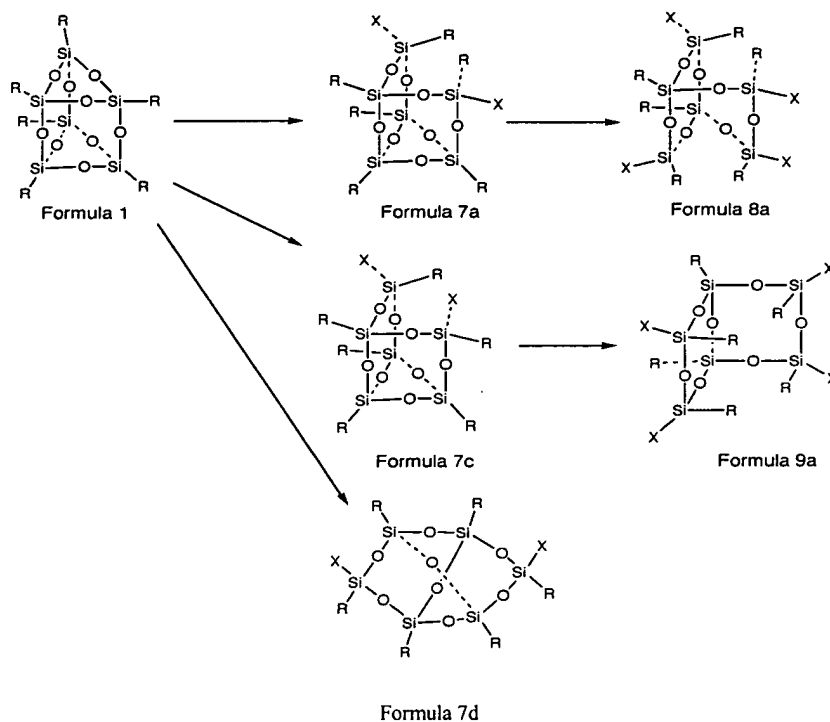 R
Si
O O
O
R Si O Si R
R Si
O O O O
Si O Si
R R
Formula 1
X R
Si
R O O R
Si O Si X
R Si
O O O O
Si O Si
R R
Formula 7a
X R
Si R
R O O
Si O Si
R Si X
O O O O
X Si Si X
R R
Formula 8a
X R
Si X
R O O
Si O Si
R Si R
O O O O
Si O Si
R R
Formula 7c
R X
Si O Si
X O O R
Si R O
R Si O Si
O O R X
Si R
X
Formula 9a
R R
Si O Si
X O O O X
Si O Si
R O O R
Si O Si
R R
Formula 7d